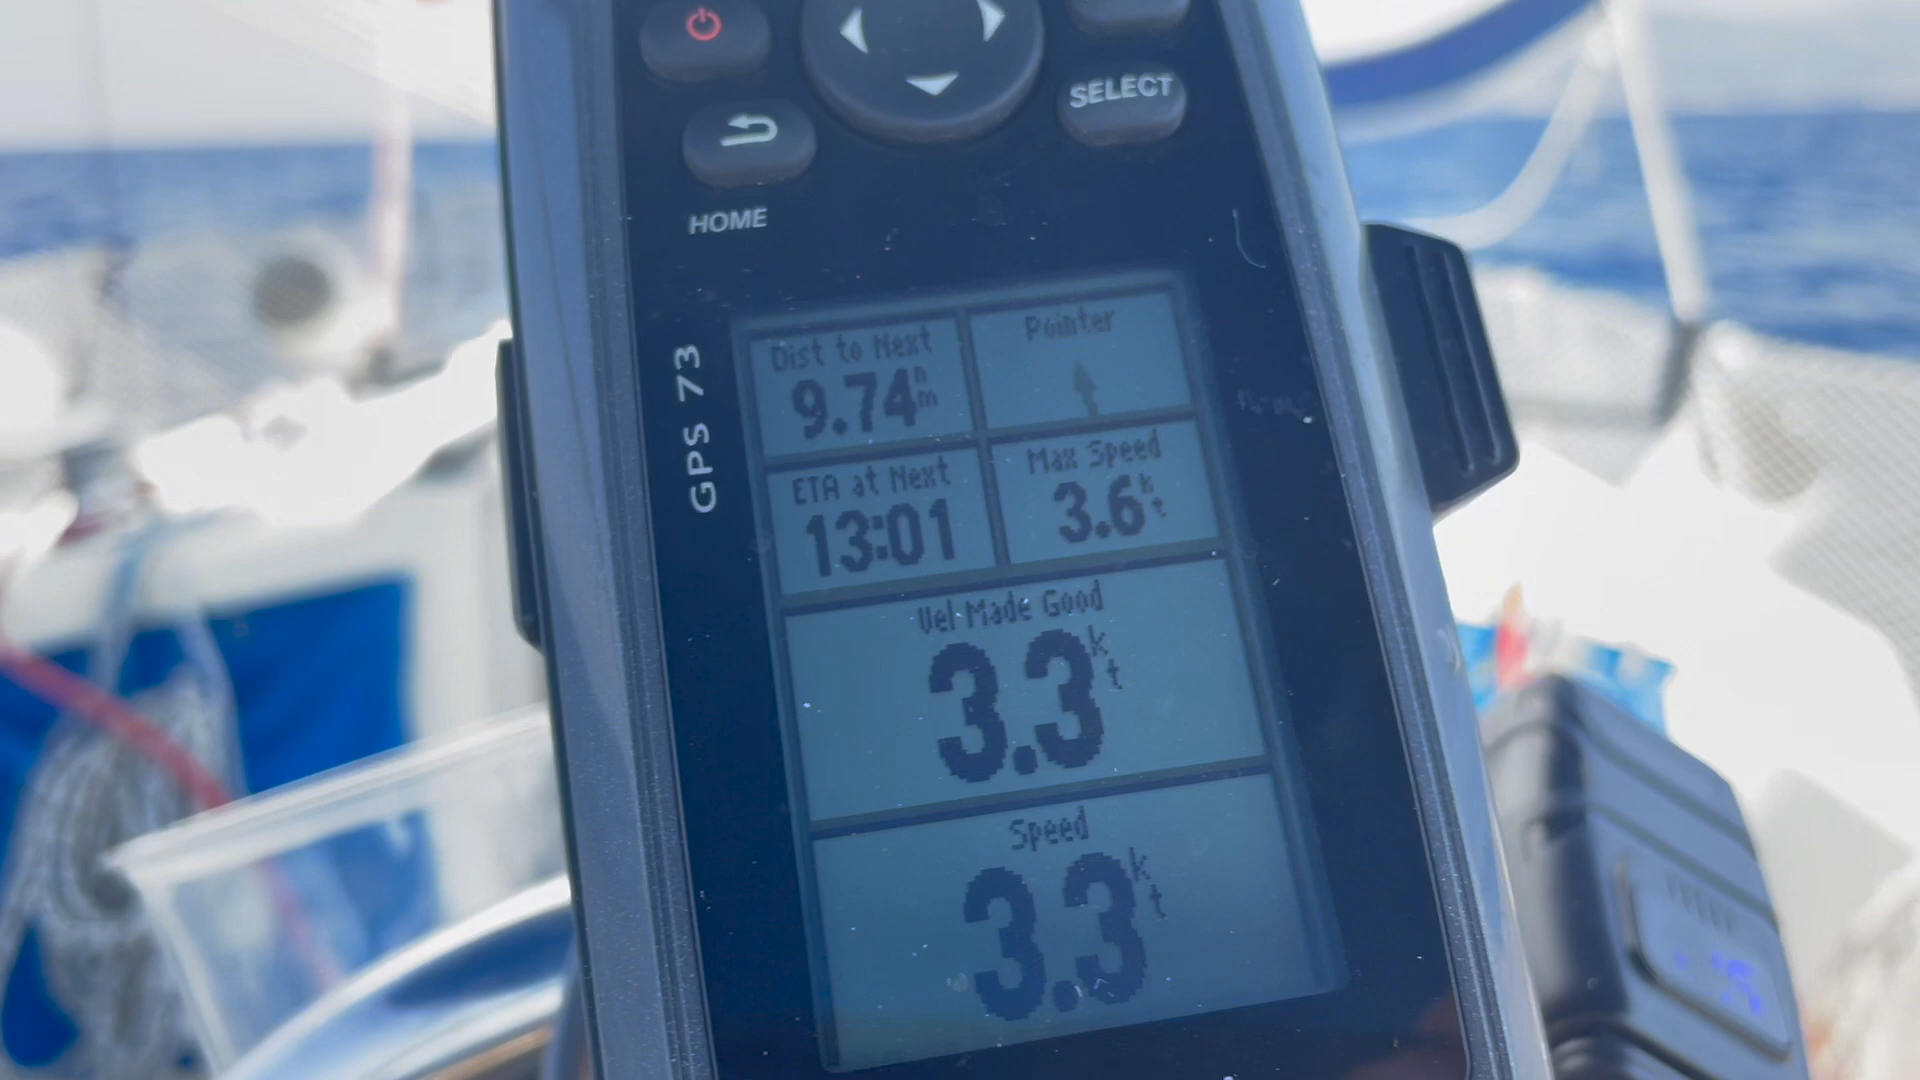 SELECT
HOME
GPS 73
Dist to Next
9.74nm
Pointer
ETA at Next
13:01
Max Speed
3.6kt
Vel Made Good
3.3kt
Speed
3.3kt